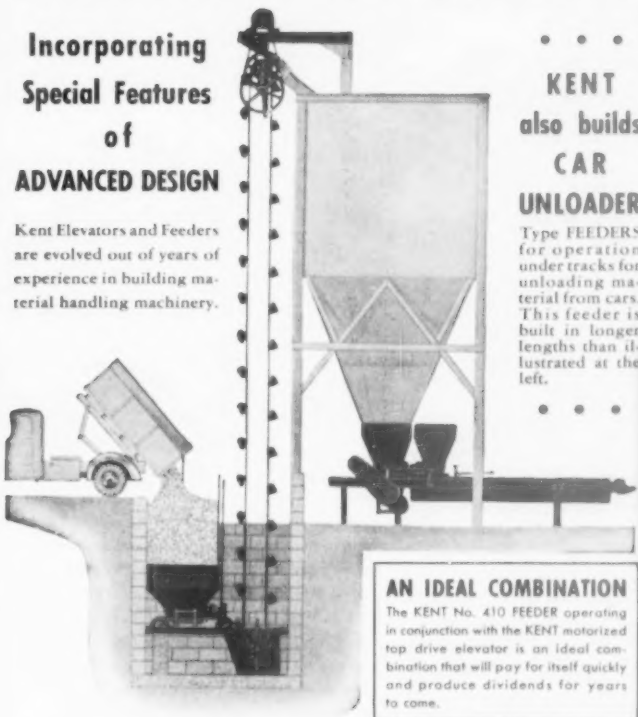 Incorporating
Special Features
of
ADVANCED DESIGN
Kent Elevators and Feeders
are evolved out of years of
experience in building ma-
terial handling machinery.
KENT
also builds
CAR
UNLOADER
Type FEEDERS
for operation
under tracks for
unloading ma-
terial from cars.
This feeder is
built in longer
lengths than il-
lustrated at the
left.
AN IDEAL COMBINATION
The KENT No. 410 FEEDER operating
in conjunction with the KENT motorized
top drive elevator is an ideal com-
bination that will pay for itself quickly
and produce dividends for years
to come.